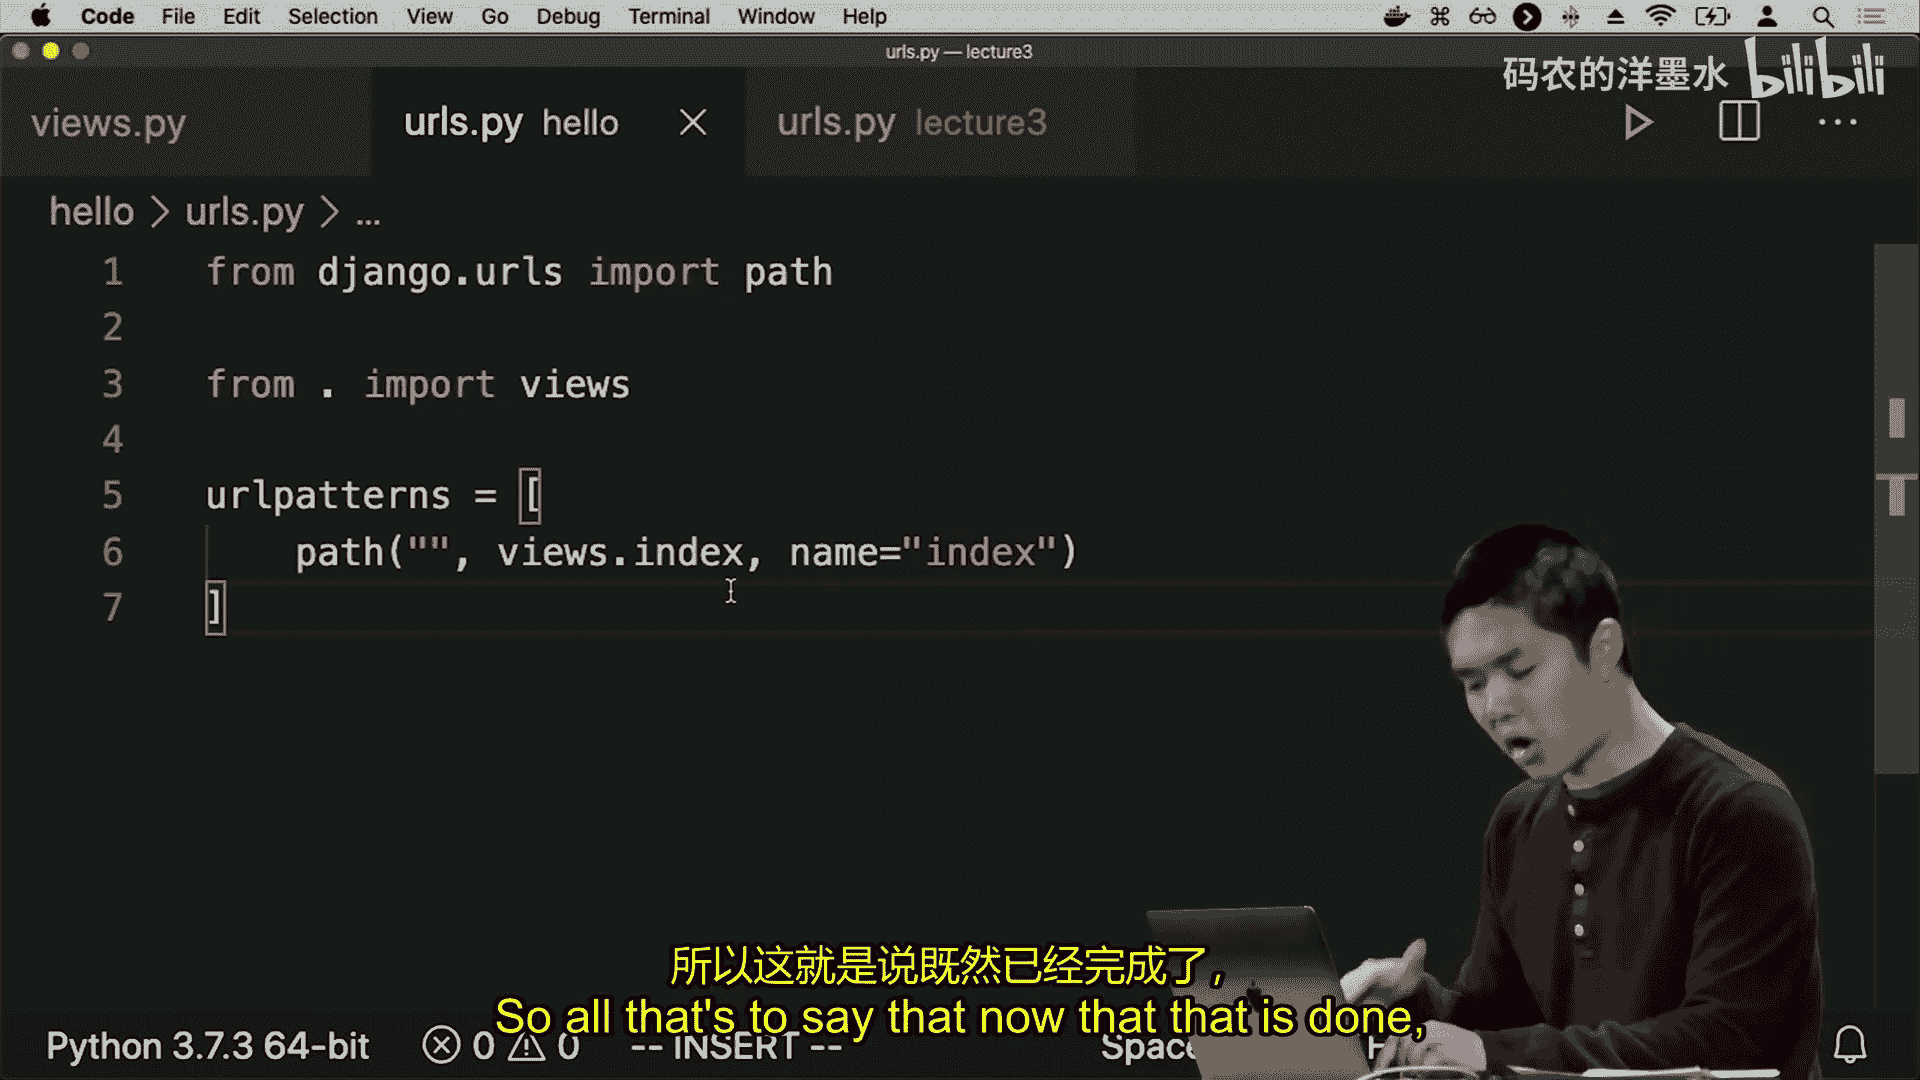 Code File Edit Selection View Go Debug Terminal Window Help
urls.py — lecture3
码农的洋墨水 bilibili
views.py urls.py hello urls.py lecture3
hello > urls.py > ...
1 from django.urls import path
2
3 from . import views
4
5 urlpatterns = [
6 path("", views.index, name="index")
7 ]
所以这就是说既然已经完成了,
So all that's to say that now that that is done,
Python 3.7.3 64-bit 0 0 -- INSERT --